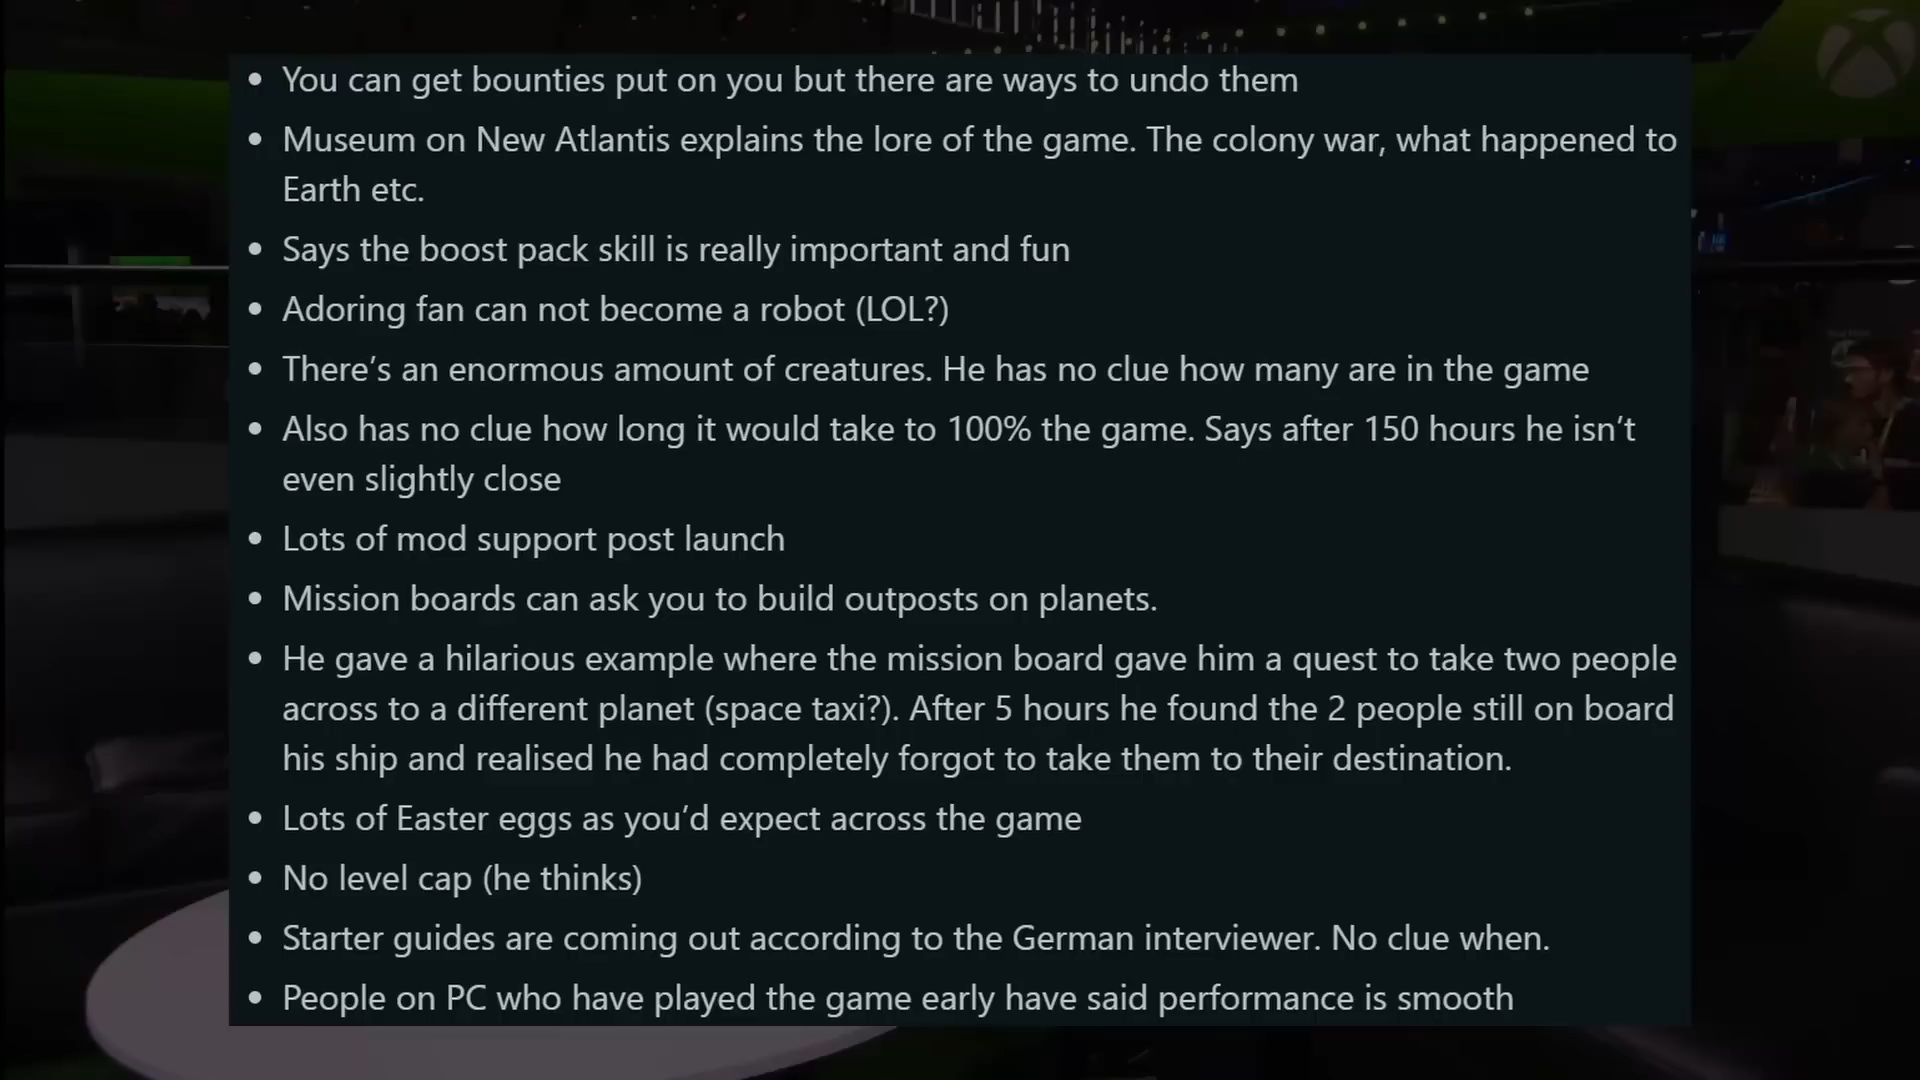 You can get bounties put on you but there are ways to undo them
Museum on New Atlantis explains the lore of the game. The colony war, what happened to
Earth etc.
Says the boost pack skill is really important and fun
Adoring fan can not become a robot (LOL?)
There’s an enormous amount of creatures. He has no clue how many are in the game
Also has no clue how long it would take to 100% the game. Says after 150 hours he isn’t
even slightly close
Lots of mod support post launch
Mission boards can ask you to build outposts on planets.
He gave a hilarious example where the mission board gave him a quest to take two people
across to a different planet (space taxi?). After 5 hours he found the 2 people still on board
his ship and realised he had completely forgot to take them to their destination.
Lots of Easter eggs as you’d expect across the game
No level cap (he thinks)
Starter guides are coming out according to the German interviewer. No clue when.
People on PC who have played the game early have said performance is smooth